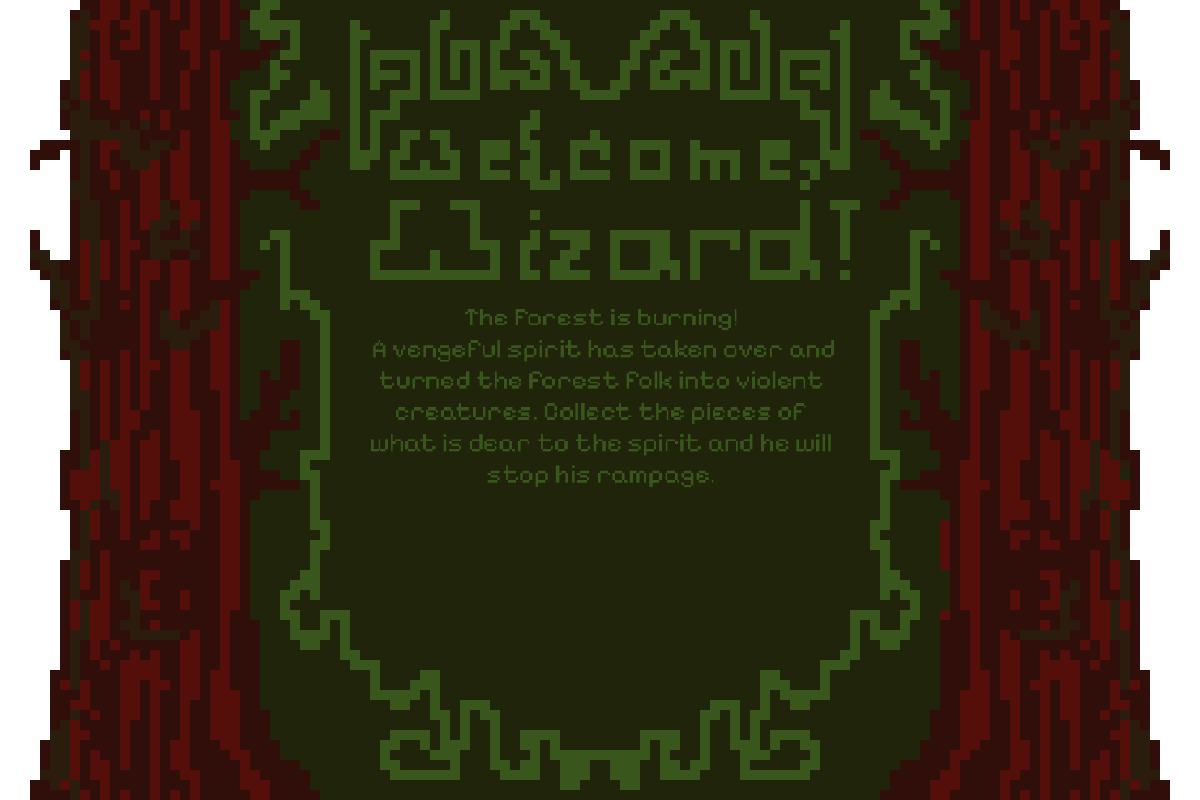 Welcome,
Wizard!
The Forest is burning!
A vengeful spirit has taken over and
turned the Forest Folk into violent
creatures. Collect the pieces of
what is dear to the spirit and he will
stop his rampage.